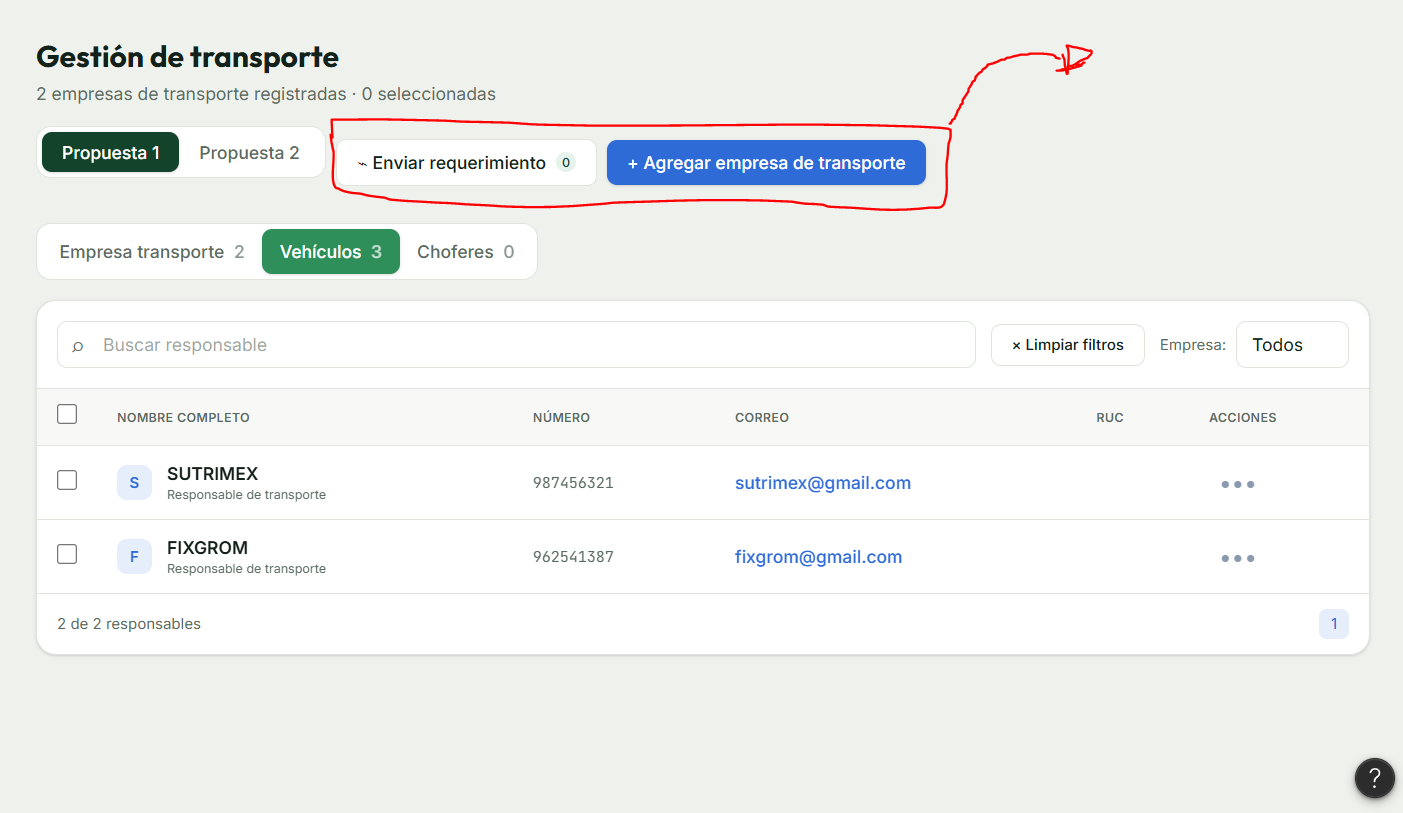 Gestión de transporte
2 empresas de transporte registradas · 0 seleccionadas
Propuesta 1 Propuesta 2 Enviar requerimiento 0 + Agregar empresa de transporte
Empresa transporte 2 Vehículos 3 Choferes 0
Buscar responsable × Limpiar filtros Empresa: Todos
NOMBRE COMPLETO NÚMERO CORREO RUC ACCIONES
S SUTRIMEX 987456321 sutrimex@gmail.com
Responsable de transporte
F FIXGROM 962541387 fixgrom@gmail.com
Responsable de transporte
2 de 2 responsables 1
?